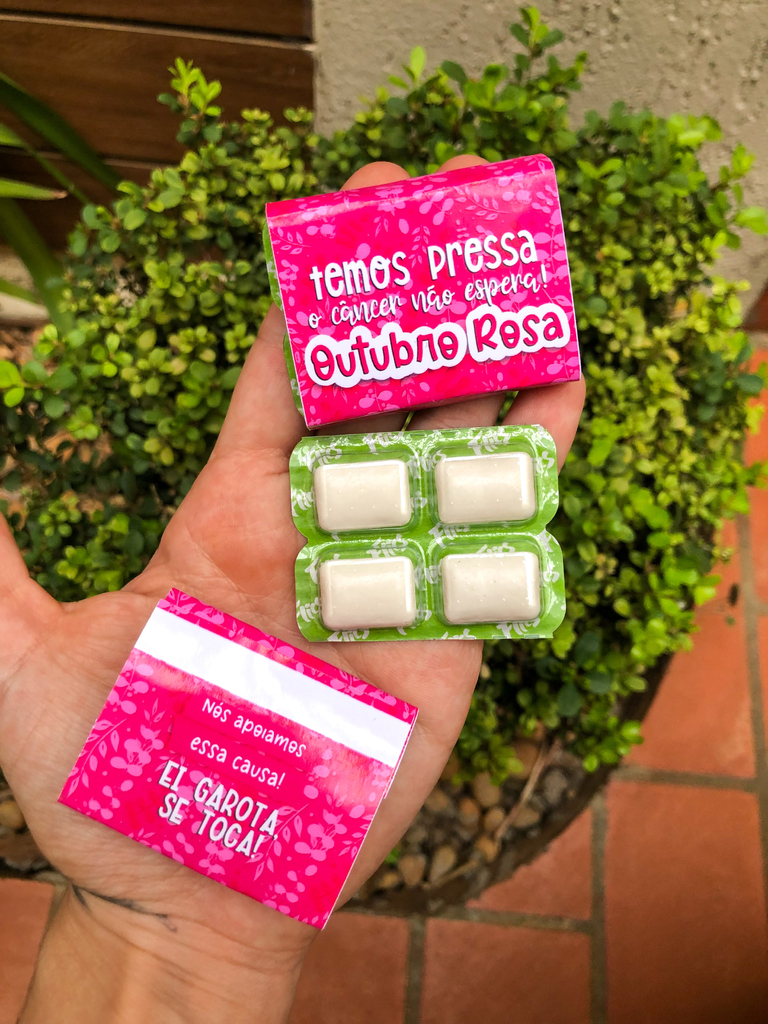 temos pressa
o câncer não espera!
Outubro Rosa
Nós apoiamos
essa causa!
EI GAROTA,
SE TOCA!